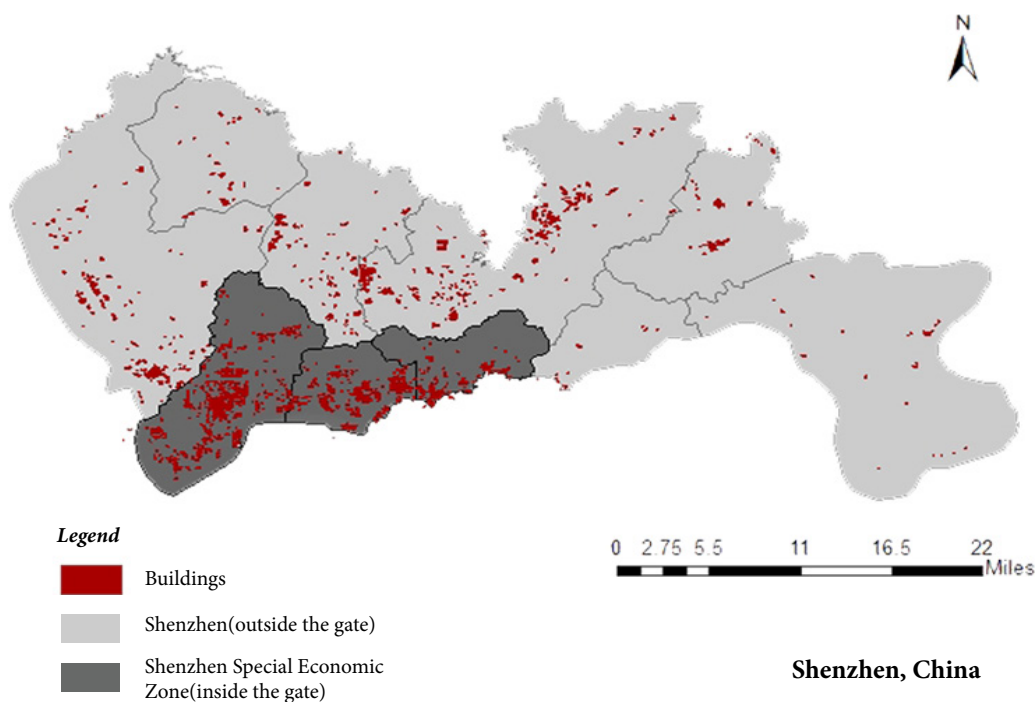 N
Legend
Buildings
Shenzhen(outside the gate)
Shenzhen Special Economic
Zone(inside the gate)
0 2.75 5.5 11 16.5 22
Miles
Shenzhen, China